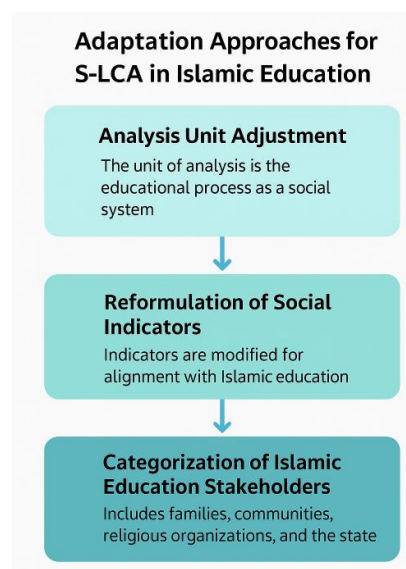 Adaptation Approaches for
S-LCA in Islamic Education
Analysis Unit Adjustment
The unit of analysis is the
educational process as a social
system
Reformulation of Social
Indicators
Indicators are modified for
alignment with Islamic education
Categorization of Islamic
Education Stakeholders
Includes families, communities,
religious organizations, and the state